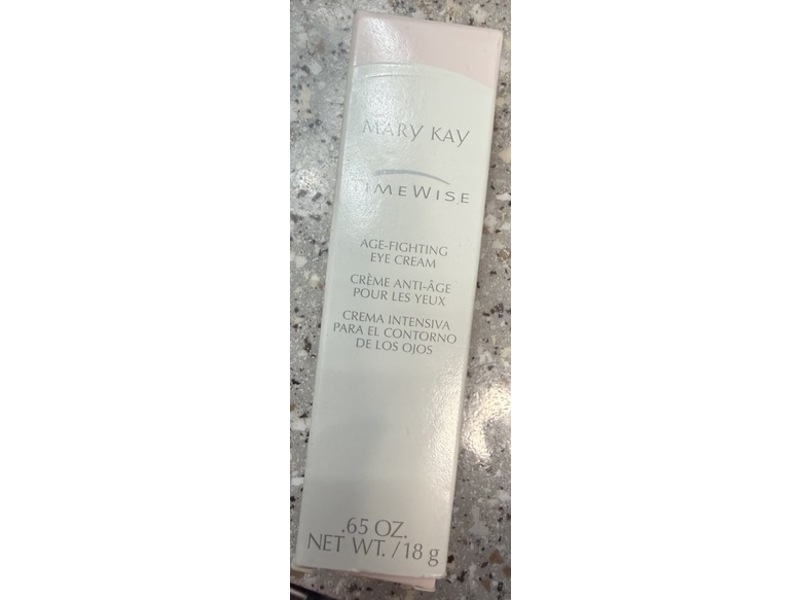 MARY KAY
TIMEWISE
AGE-FIGHTING
EYE CREAM
CRÈME ANTI-ÂGE
POUR LES YEUX
CREMA INTENSIVA
PARA EL CONTORNO
DE LOS OJOS
.65 OZ.
NET WT. / 18 g